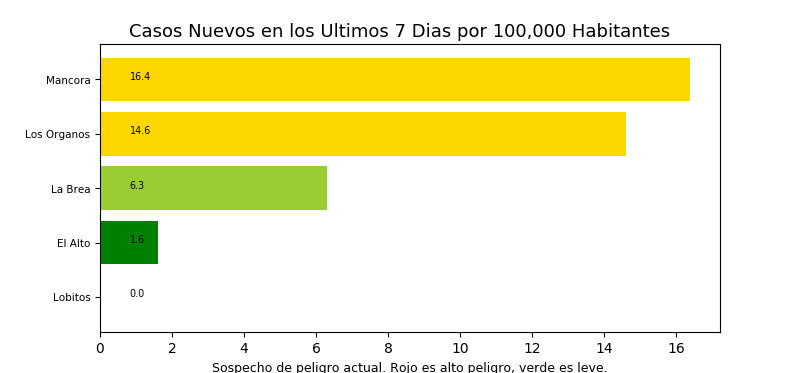 Casos Nuevos en los Ultimos 7 Dias por 100,000 Habitantes
Mancora 16.4
Los Organos 14.6
La Brea 6.3
El Alto 1.6
Lobitos 0.0
0 2 4 6 8 10 12 14 16
Sospecho de peligro actual. Rojo es alto peligro, verde es leve.